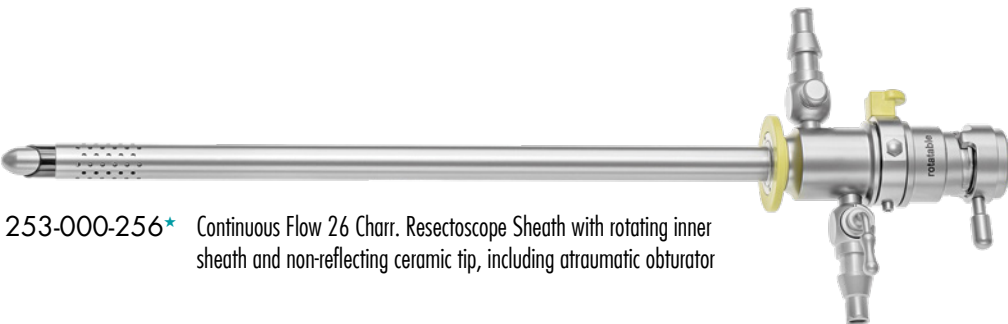 rotatable
253-000-256★ Continuous Flow 26 Charr. Resectoscope Sheath with rotating inner
sheath and non-reflecting ceramic tip, including atraumatic obturator